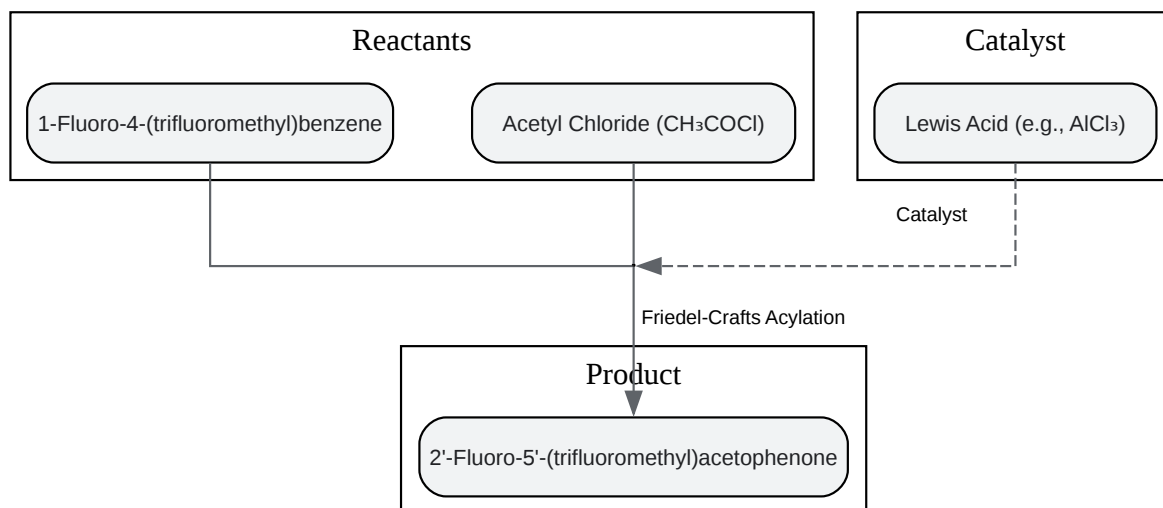 Reactants
Catalyst
1-Fluoro-4-(trifluoromethyl)benzene
Acetyl Chloride (CH₃COCl)
Lewis Acid (e.g., AlCl₃)
Catalyst
Friedel-Crafts Acylation
Product
2'-Fluoro-5'-(trifluoromethyl)acetophenone